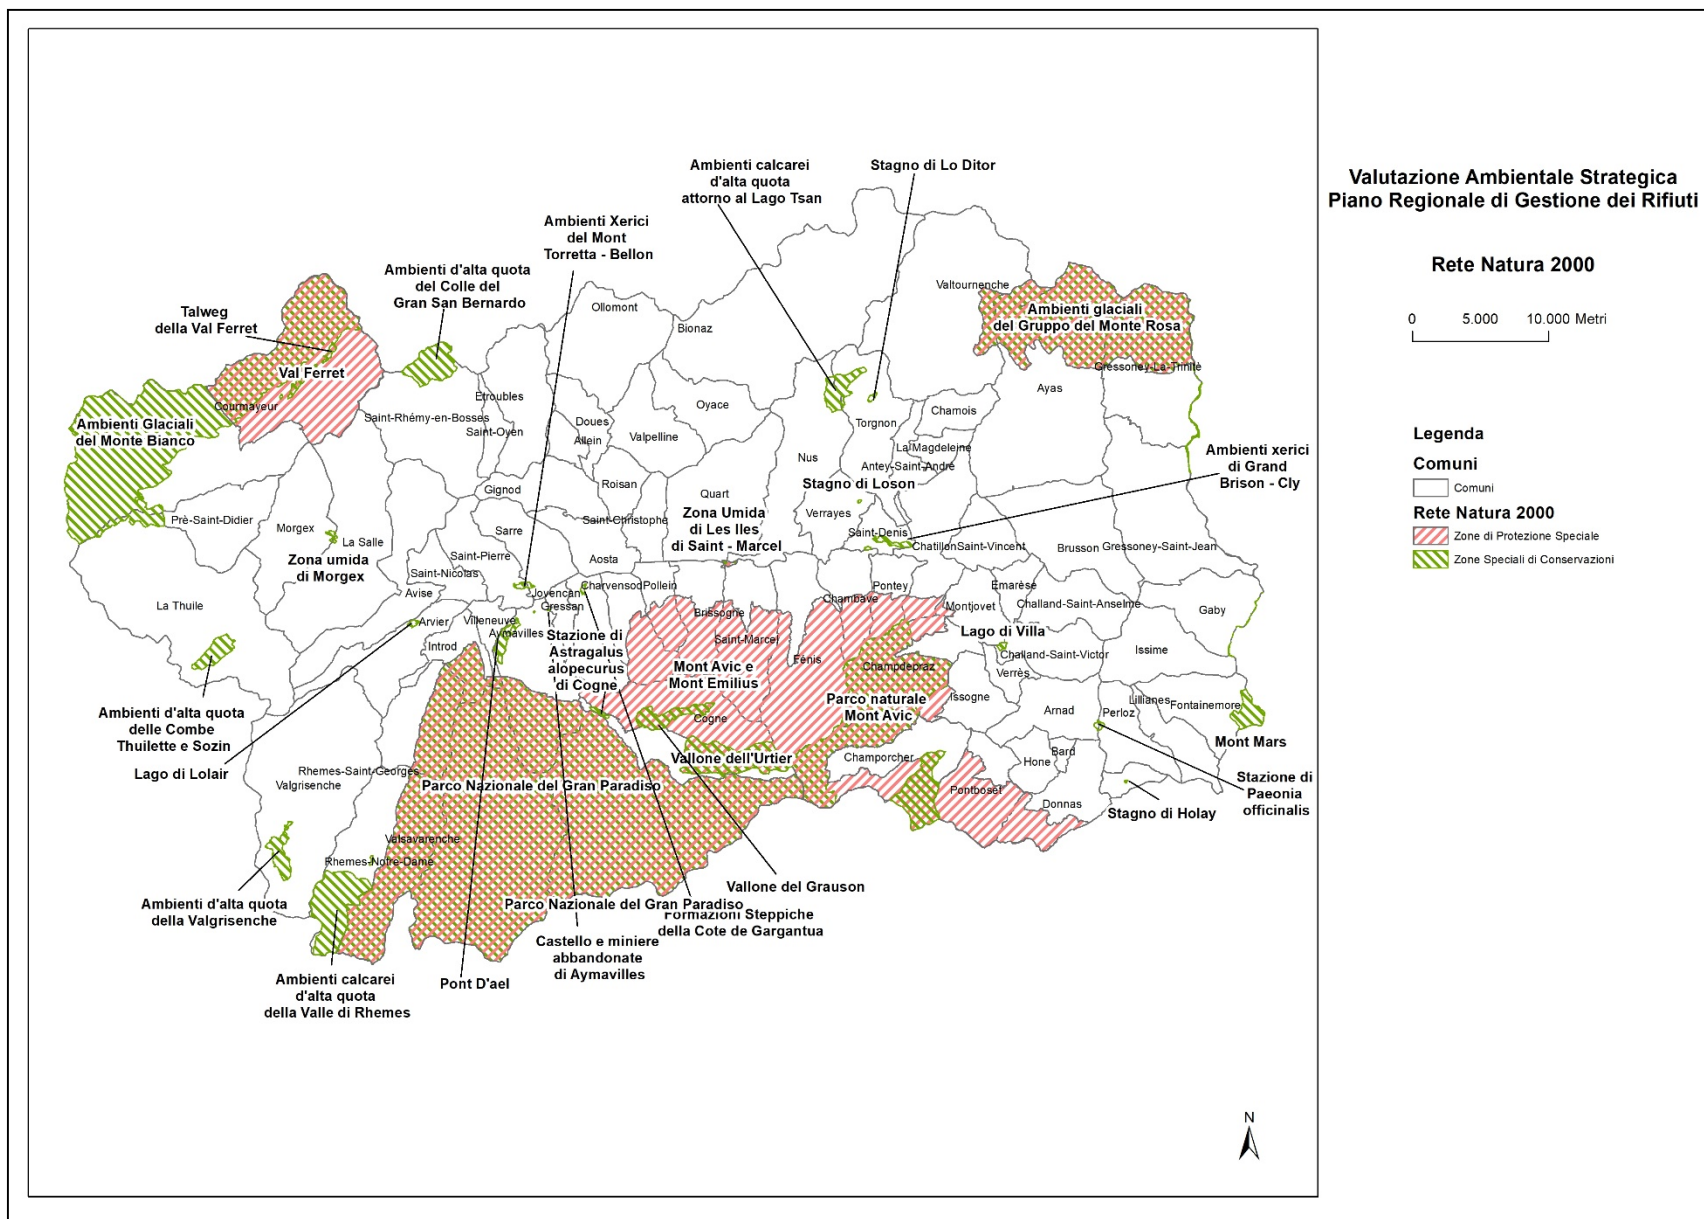 Valutazione Ambientale Strategica
Piano Regionale di Gestione dei Rifiuti
Rete Natura 2000
0 5.000 10.000 Metri
Legenda
Comuni
Comuni
Rete Natura 2000
Zone di Protezione Speciale
Zone Speciali di Conservazioni
N
Ambienti calcarei
d'alta quota
attorno al Lago Tsan
Stagno di Lo Ditor
Ambienti Xerici
del Mont
Torretta - Bellon
Ambienti d'alta quota
del Colle del
Gran San Bernardo
Talweg
della Val Ferret
Val Ferret
Courmayeur
Ambienti Glaciali
del Monte Bianco
Valtournenche
Ambienti glaciali
del Gruppo del Monte Rosa
Gressoney-La-Trinité
Ollomont
Bionaz
Ayas
Etroubles
Saint-Rhémy-en-Bosses
Saint-Oyen
Oyace
Doues
Allein
Valpelline
Chamois
Torgnon
La Magdeleine
Antey-Saint-André
Nus
Stagno di Loson
Ambienti xerici
di Grand
Brison - Cly
Gignod
Roisan
Quart
Saint-Christophe
Zona Umida
di Les Iles
di Saint - Marcel
Verrayes
Saint-Denis
Chatillon
Saint-Vincent
Brusson
Gressoney-Saint-Jean
Prè-Saint-Didier
Morgex
La Salle
Zona umida
di Morgex
Sarre
Saint-Pierre
Saint-Nicolas
Avise
Aosta
Jovencan
Gressan
Charvensod
Pollein
Brissogne
Saint-Marcel
Fénis
Chambave
Pontey
Montjovet
Emarèse
Challand-Saint-Anselme
Gaby
La Thuile
Arvier
Villeneuve
Aymavilles
Introd
Stazione di
Astragalus
alopecurus
di Cogne
Mont Avic e
Mont Emilius
Cogne
Champdepraz
Parco naturale
Mont Avic
Lago di Villa
Challand-Saint-Victor
Verrès
Issogne
Issime
Arnad
Perloz
Lillianes
Fontainemore
Mont Mars
Ambienti d'alta quota
delle Combe
Thuilette e Sozin
Lago di Lolair
Rhemes-Saint-Georges
Valgrisenche
Parco Nazionale del Gran Paradiso
Vallone dell'Urtier
Champorcher
Hone
Bard
Pontboset
Donnas
Stagno di Holay
Stazione di
Paeonia
officinalis
Valsavarenche
Rhemes-Notre-Dame
Ambienti d'alta quota
della Valgrisenche
Vallone del Grauson
Parco Nazionale del Gran Paradiso
Formazioni Steppiche
della Cote de Gargantua
Castello e miniere
abbandonate
di Aymavilles
Pont D'ael
Ambienti calcarei
d'alta quota
della Valle di Rhemes